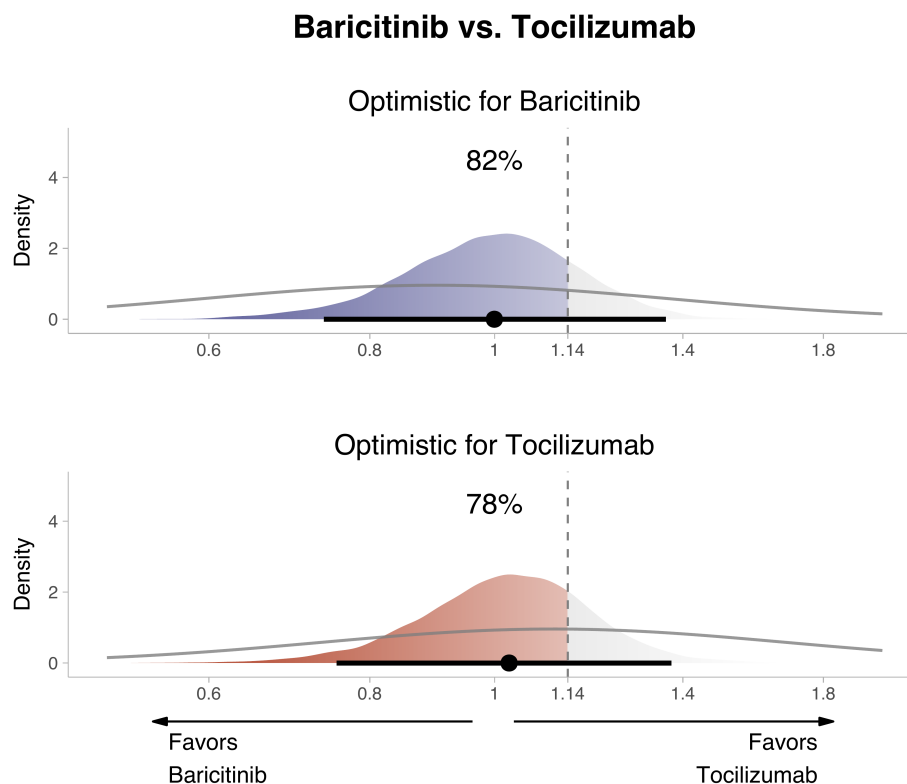 Baricitinib vs. Tocilizumab
Optimistic for Baricitinib
82%
Density
4
2
0
0.6 0.8 1 1.14 1.4 1.8
Optimistic for Tocilizumab
78%
Density
4
2
0
0.6 0.8 1 1.14 1.4 1.8
Favors Favors
Baricitinib Tocilizumab